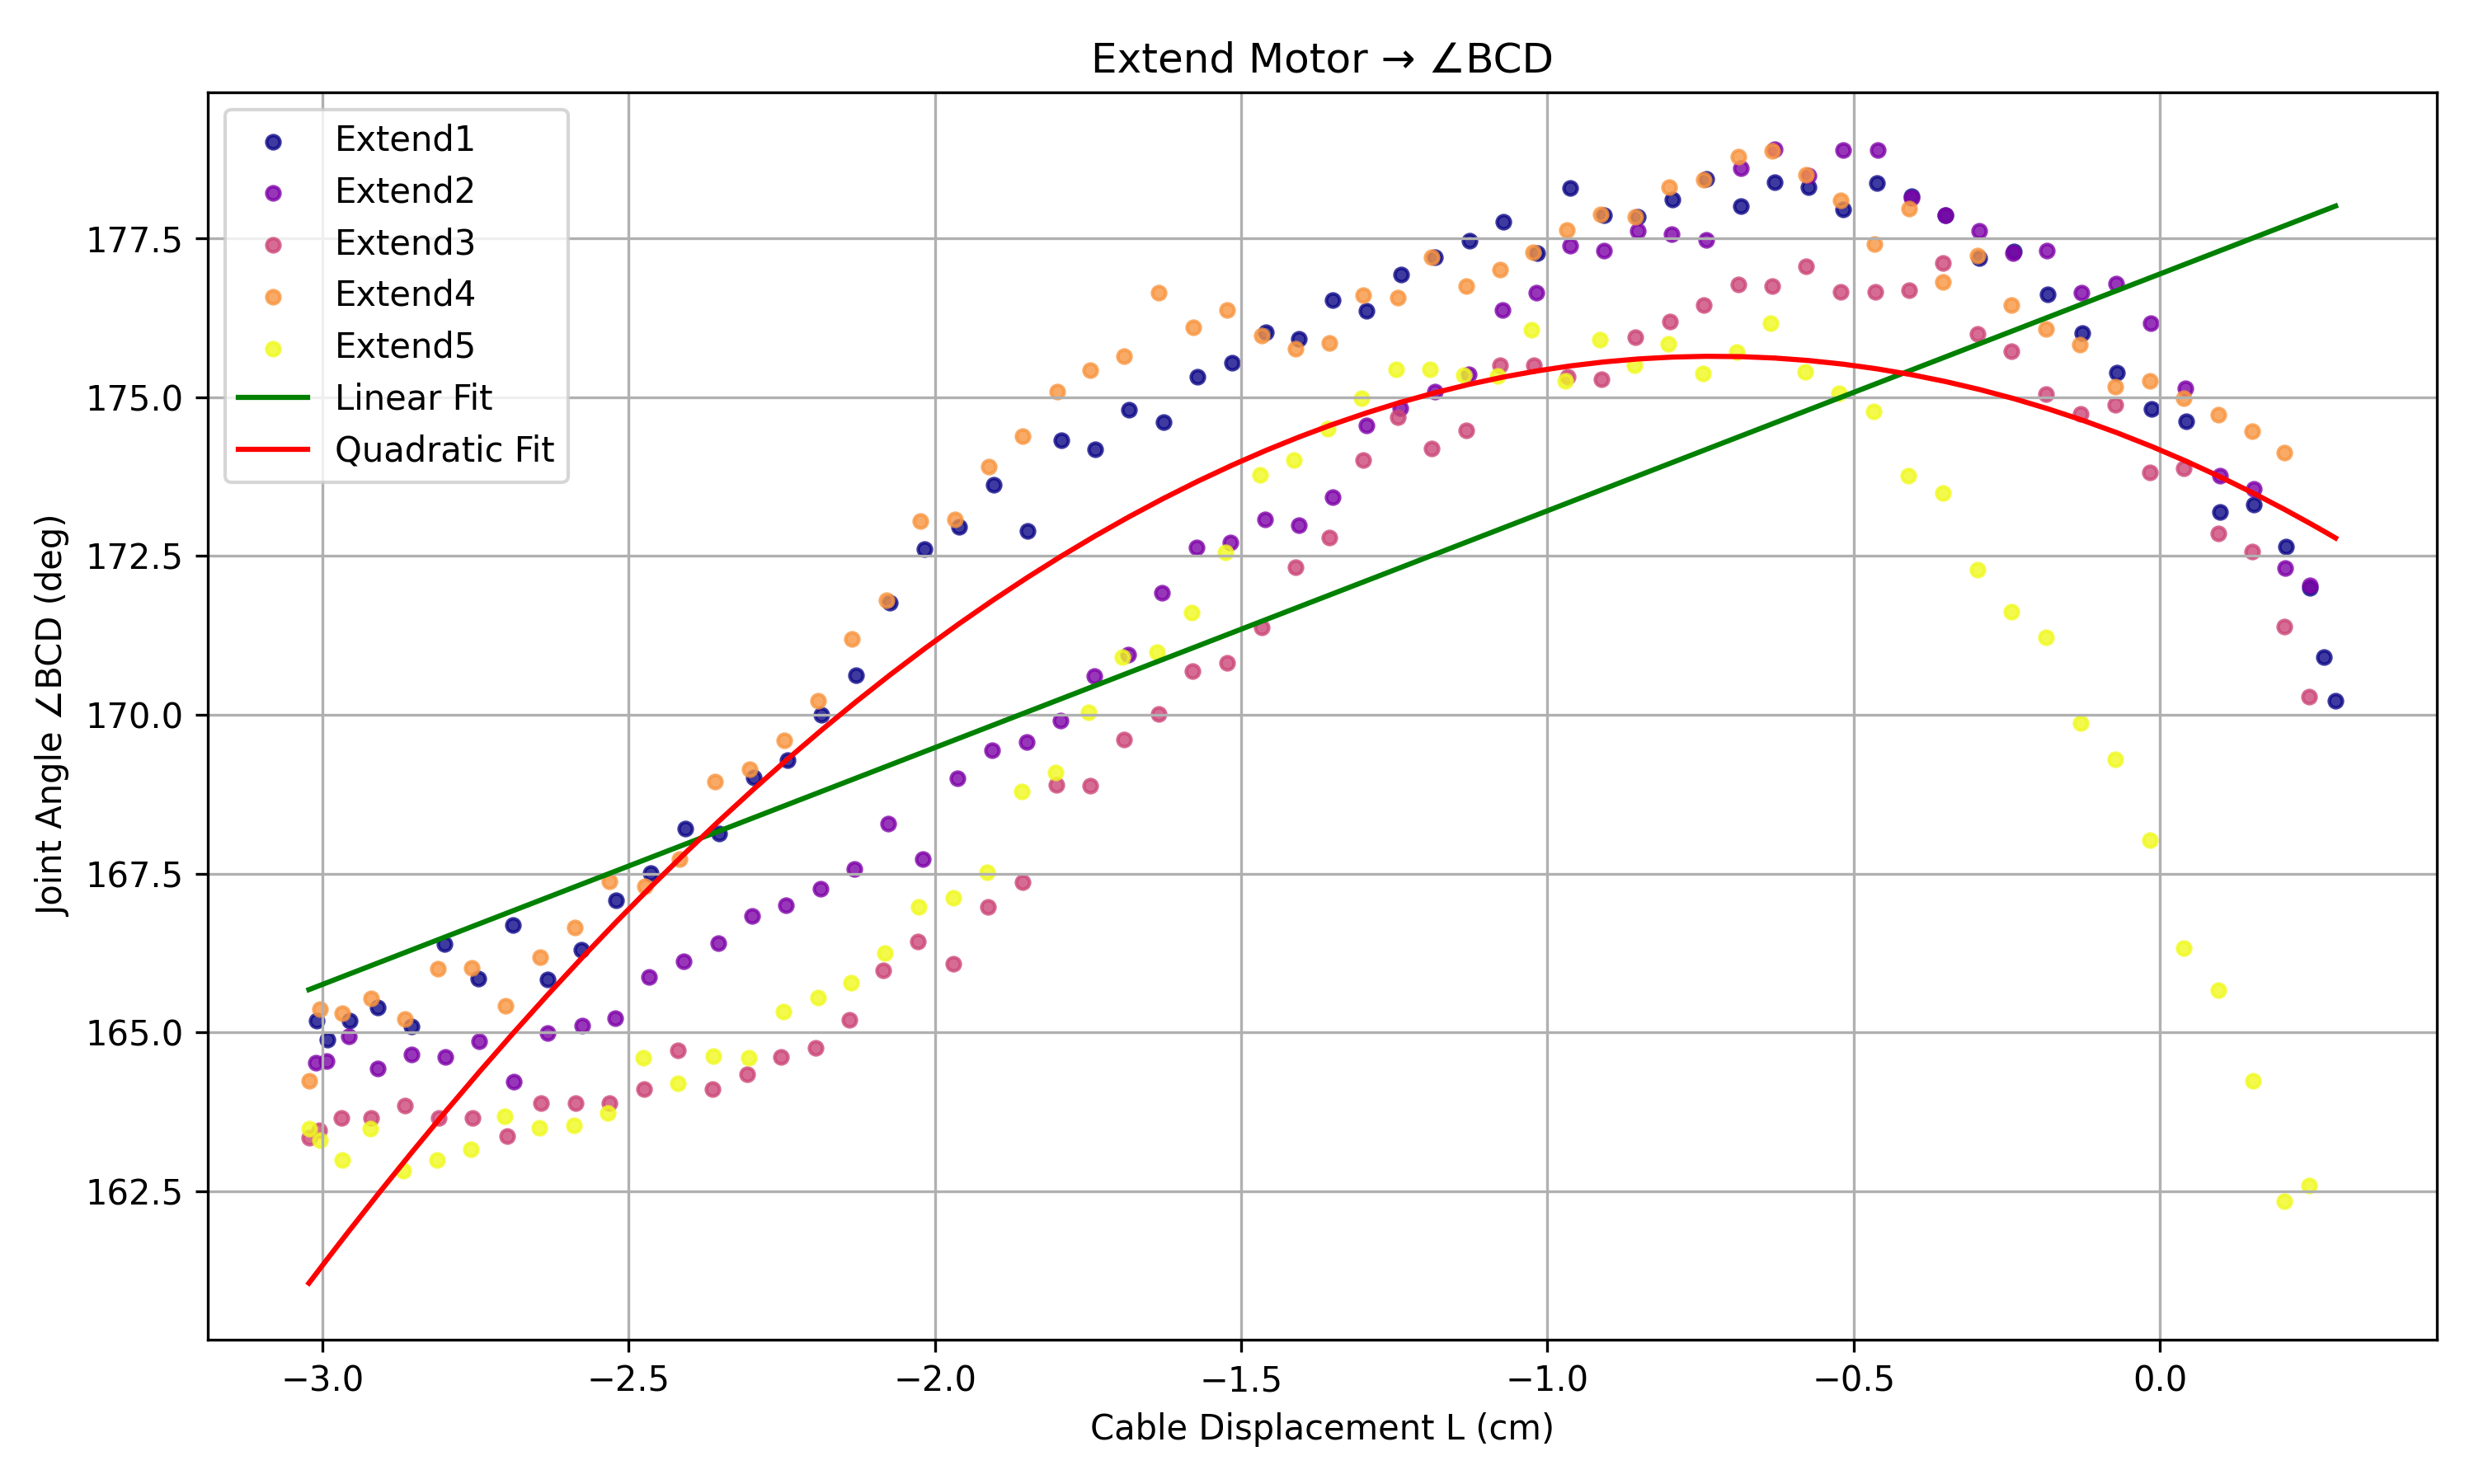 Extend Motor → ∠BCD
Extend1
Extend2
Extend3
Extend4
Extend5
Linear Fit
Quadratic Fit
Joint Angle ∠BCD (deg)
177.5
175.0
172.5
170.0
167.5
165.0
162.5
−3.0 −2.5 −2.0 −1.5 −1.0 −0.5 0.0
Cable Displacement L (cm)